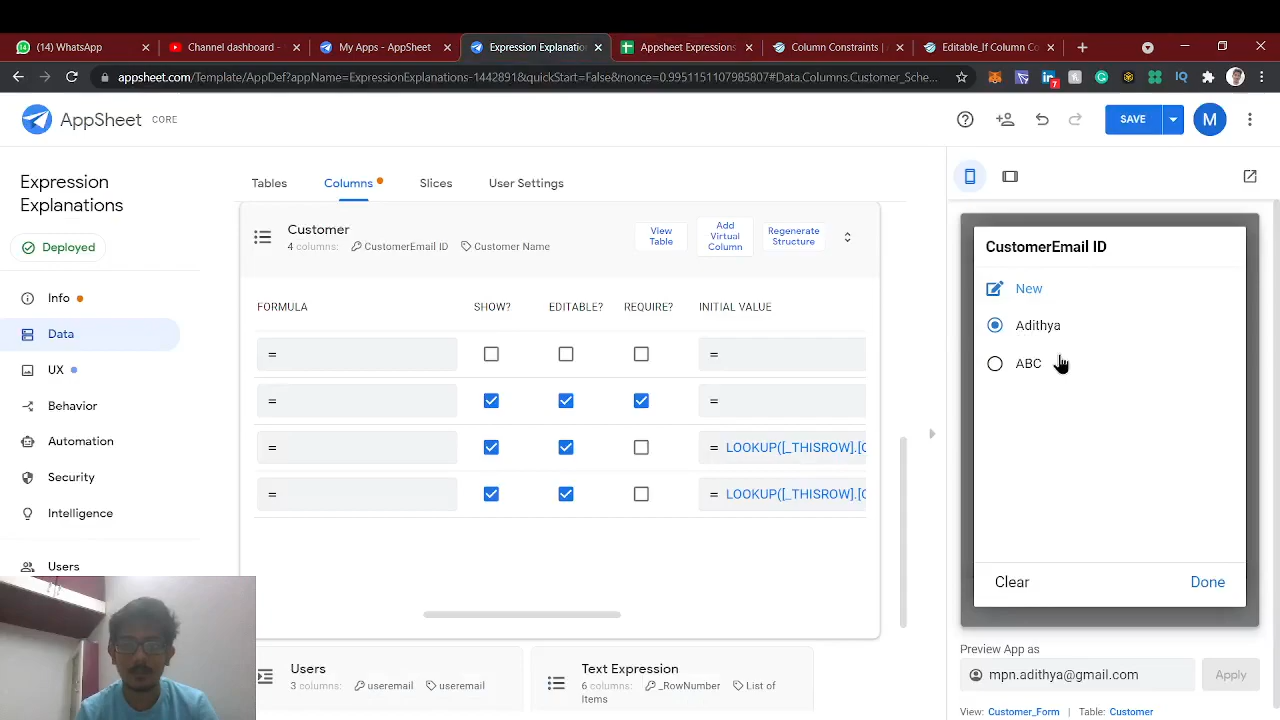 (14) WhatsApp
Channel dashboard -
My Apps - AppSheet
Expression Explanatio
Appsheet Expressions
Column Constraints | A
Editable_If Column Co
appsheet.com/Template/AppDef?appName=ExpressionExplanations-1442891&quickStart=False&nonce=0.9951151107985807#Data.Columns.Customer_Sche...
7
AppSheet CORE
SAVE
M
Expression
Explanations
Deployed
Info
Data
UX
Behavior
Automation
Security
Intelligence
Users
Tables
Columns
Slices
User Settings
Customer
4 columns: CustomerEmail ID Customer Name
View
Table
Add
Virtual
Column
Regenerate
Structure
FORMULA SHOW? EDITABLE? REQUIRE? INITIAL VALUE
= =
= =
= = LOOKUP([_THISROW].[C
= = LOOKUP([_THISROW].[C
Users
3 columns: useremail useremail
Text Expression
6 columns: _RowNumber List of
Items
CustomerEmail ID
New
Adithya
ABC
Clear
Done
Preview App as
mpn.adithya@gmail.com
Apply
View: Customer_Form | Table: Customer